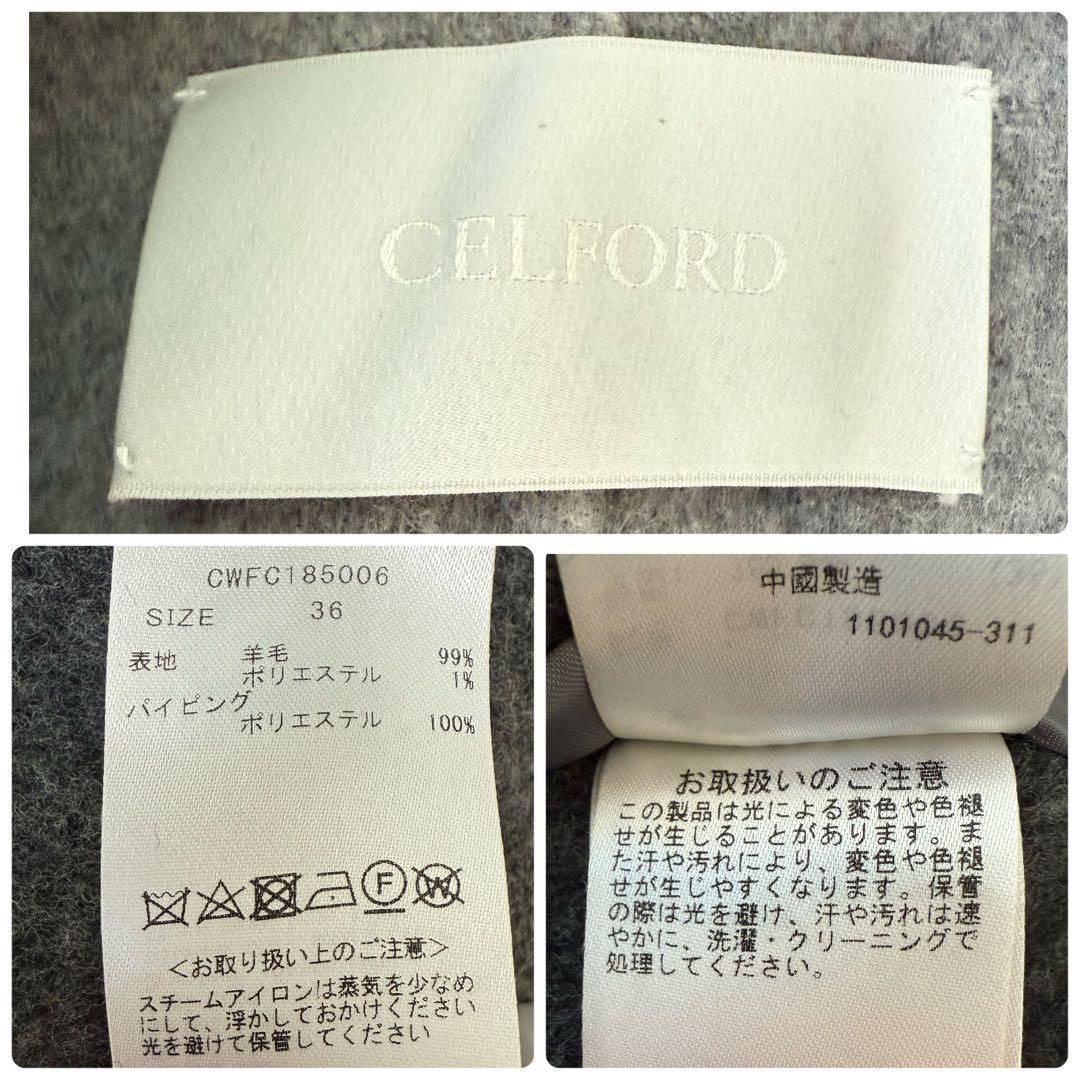 CELFORD
CWFC185006
SIZE 36
表地 羊毛 99%
ポリエステル 1%
パイピング
ポリエステル 100%
F W
<お取り扱い上のご注意>
スチームアイロンは蒸気を少なめ
にして、浮かしておかけください
光を避けて保管してください
中國製造
1101045-311
お取扱いのご注意
この製品は光による変色や色褪
せが生じることがあります。ま
た汗や汚れにより、変色や色褪
せが生じやすくなります。保管
の際は光を避け、汗や汚れは速
やかに、洗濯・クリーニングで
処理してください。